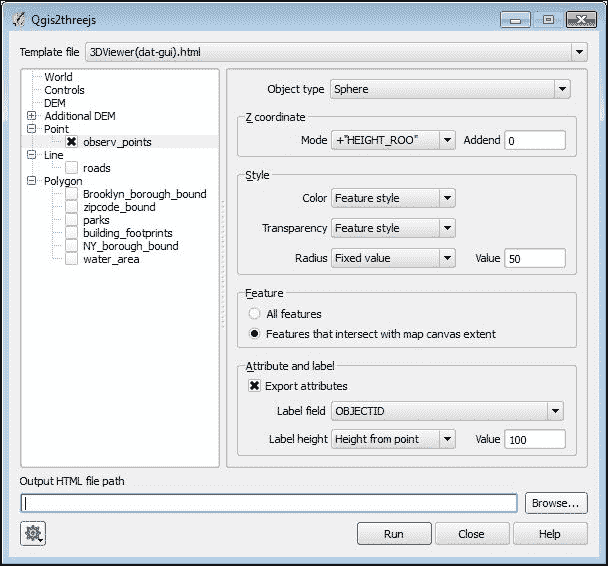 Qgis2threejs
Template file 3DViewer(dat-gui).html
World
Controls
DEM
Additional DEM
Point
observ_points
Line
roads
Polygon
Brooklyn_borough_bound
zipcode_bound
parks
building_footprints
NY_borough_bound
water_area
Object type Sphere
Z coordinate
Mode +"HEIGHT_ROO" Addend 0
Style
Color Feature style
Transparency Feature style
Radius Fixed value Value 50
Feature
All features
Features that intersect with map canvas extent
Attribute and label
Export attributes
Label field OBJECTID
Label height Height from point Value 100
Output HTML file path
Browse...
Run Close Help